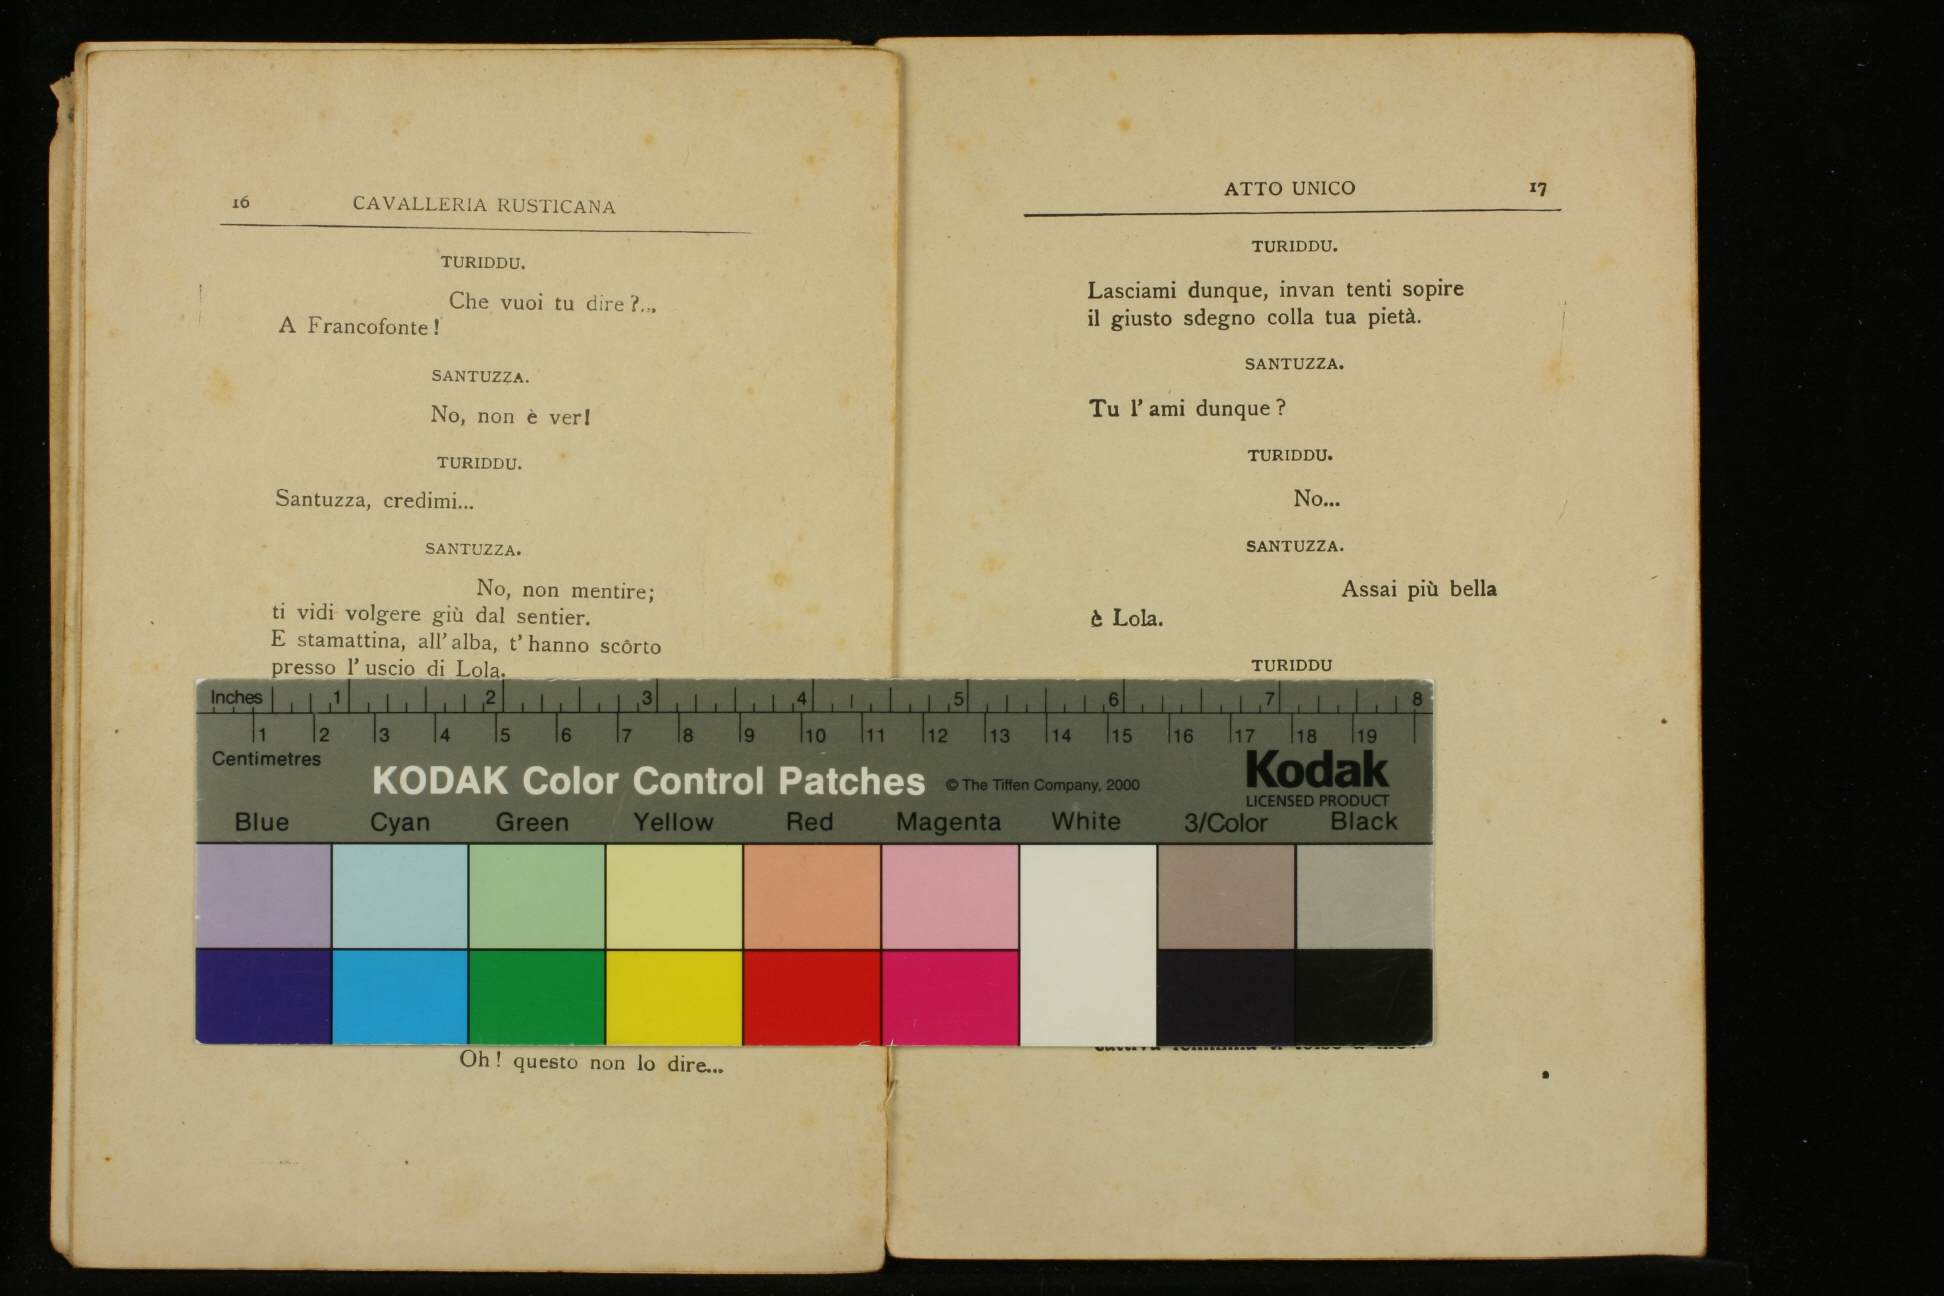 16 CAVALLERIA RUSTICANA
TURIDDU.
Che vuoi tu dire?...
A Francofonte!
SANTUZZA.
No, non è ver!
TURIDDU.
Santuzza, credimi...
SANTUZZA.
No, non mentire;
ti vidi volgere giù dal sentier.
E stamattina, all' alba, t' hanno scôrto
presso l' uscio di Lola.
Oh! questo non lo dire...
ATTO UNICO 17
TURIDDU.
Lasciami dunque, invan tenti sopire
il giusto sdegno colla tua pietà.
SANTUZZA.
Tu l' ami dunque?
TURIDDU.
No...
SANTUZZA.
Assai più bella
è Lola.
TURIDDU
Inches 1 2 3 4 5 6 7 8
1 2 3 4 5 6 7 8 9 10 11 12 13 14 15 16 17 18 19
Centimetres
KODAK Color Control Patches © The Tiffen Company, 2000
Kodak
LICENSED PRODUCT
Blue Cyan Green Yellow Red Magenta White 3/Color Black